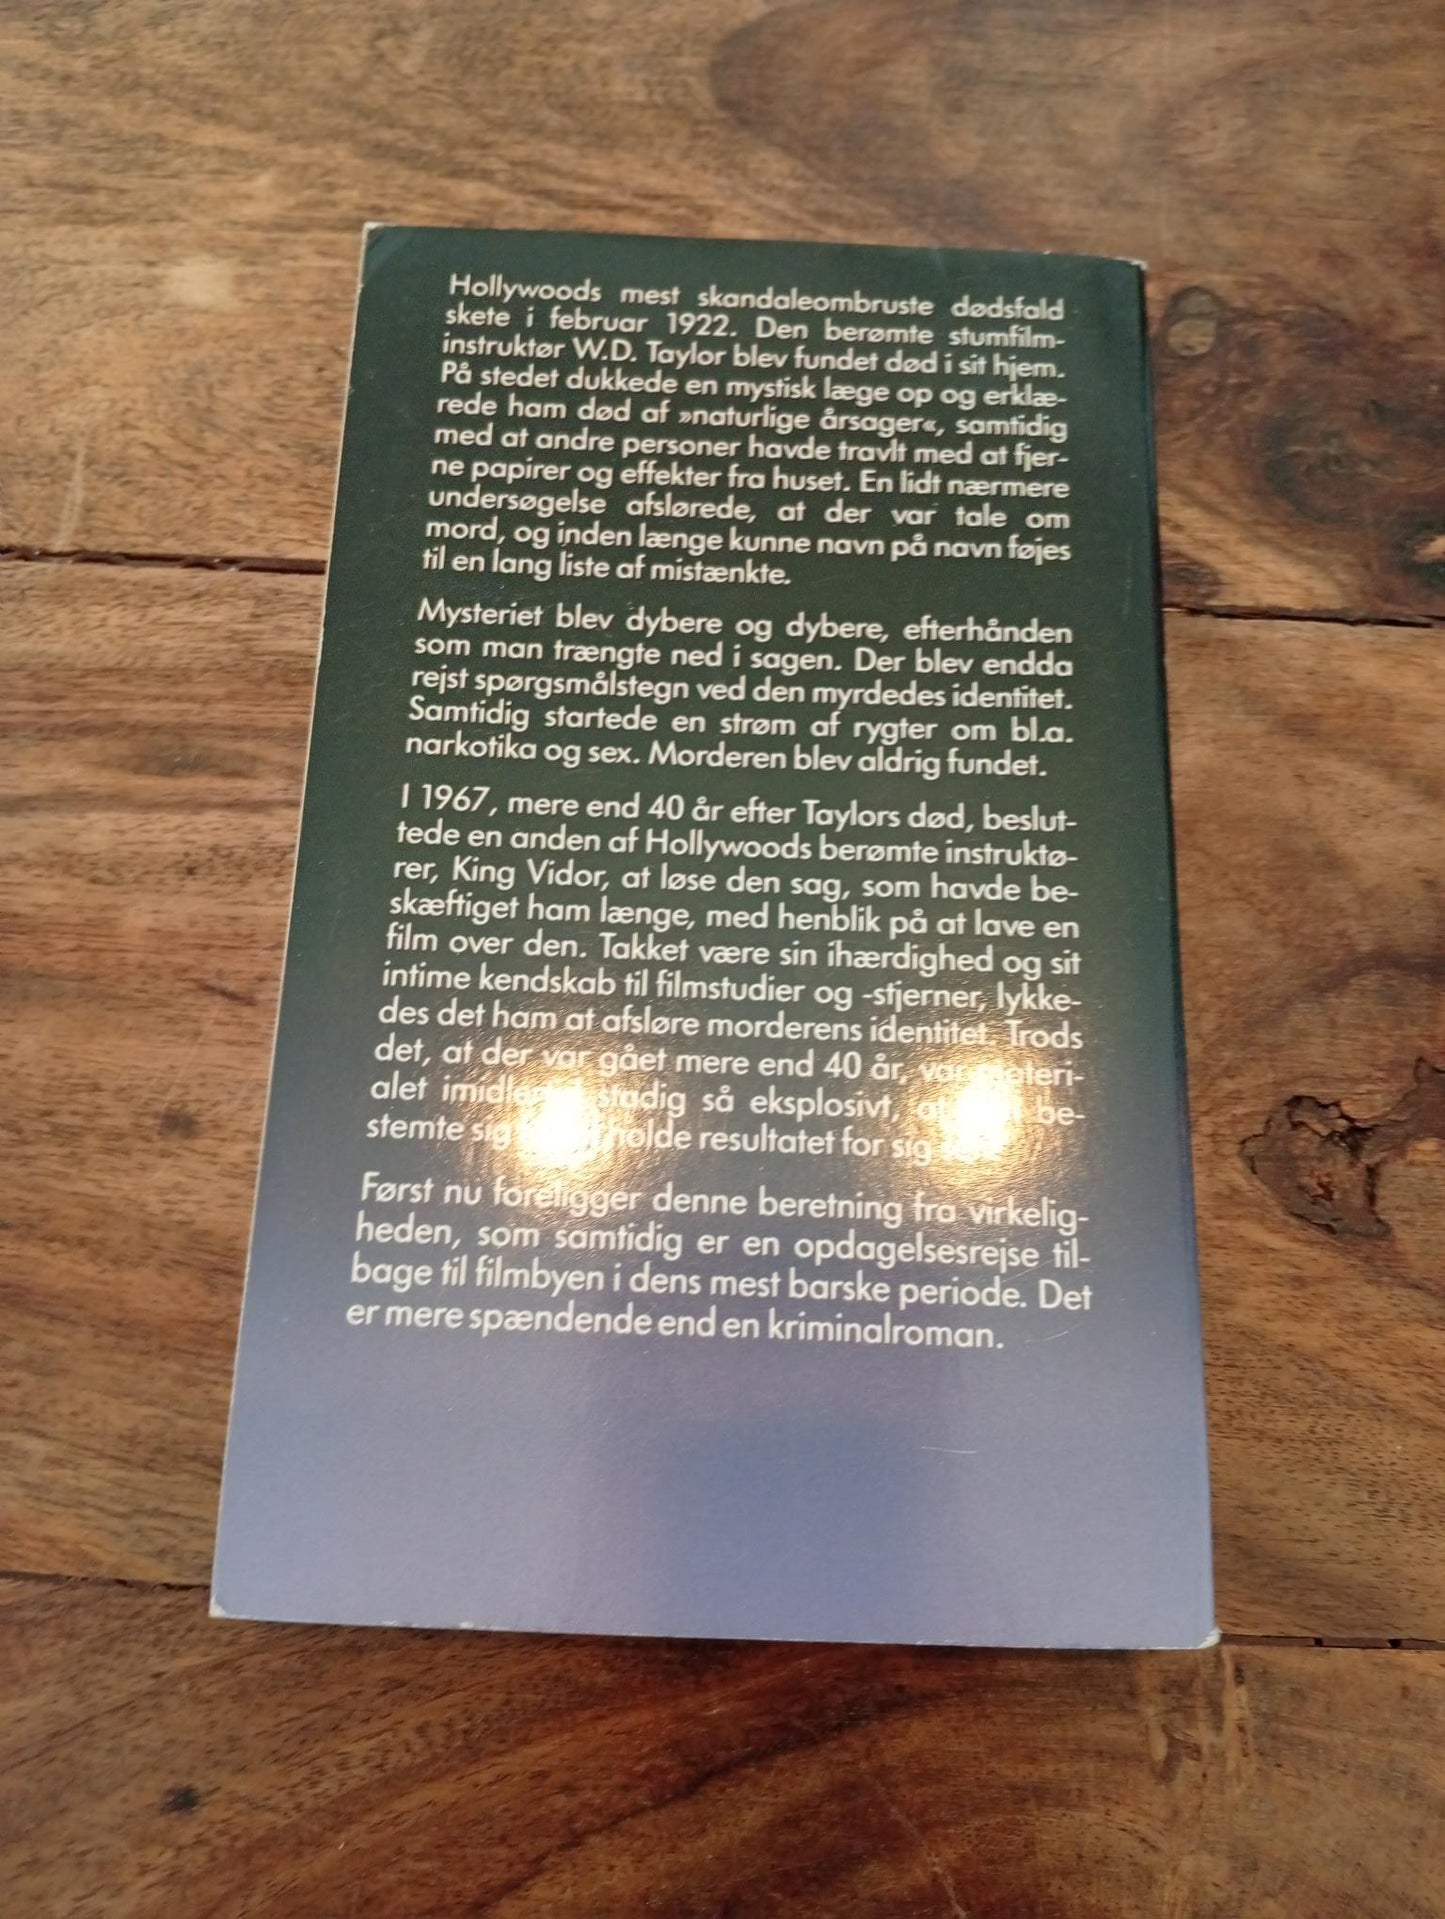 Hollywoods mest skandaleombruste dødsfald
skete i februar 1922. Den berømte stumfilm-
instruktør W.D. Taylor blev fundet død i sit hjem.
På stedet dukkede en mystisk læge op og erklæ-
rede ham død af »naturlige årsager«, samtidig
med at andre personer havde travlt med at fjer-
ne papirer og effekter fra huset. En lidt nærmere
undersøgelse afslørede, at der var tale om
mord, og inden længe kunne navn på navn føjes
til en lang liste af mistænkte.
Mysteriet blev dybere og dybere, efterhånden
som man trængte ned i sagen. Der blev endda
rejst spørgsmålstegn ved den myrdedes identitet.
Samtidig startede en strøm af rygter om bl.a.
narkotika og sex. Morderen blev aldrig fundet.
I 1967, mere end 40 år efter Taylors død, beslut-
tede en anden af Hollywoods berømte instruktø-
rer, King Vidor, at løse den sag, som havde be-
skæftiget ham længe, med henblik på at lave en
film over den. Takket være sin ihærdighed og sit
intime kendskab til filmstudier og -stjerner, lykke-
des det ham at afsløre morderens identitet. Trods
det, at der var gået mere end 40 år, var materi-
alet stadig så eksplosivt, be-
stemte sig holde resultatet for sig
Først nu foreligger denne beretning fra virkelig-
heden, som samtidig er en opdagelsesrejse til-
bage til filmbyen i dens mest barske periode. Det
er mere spændende end en kriminalroman.